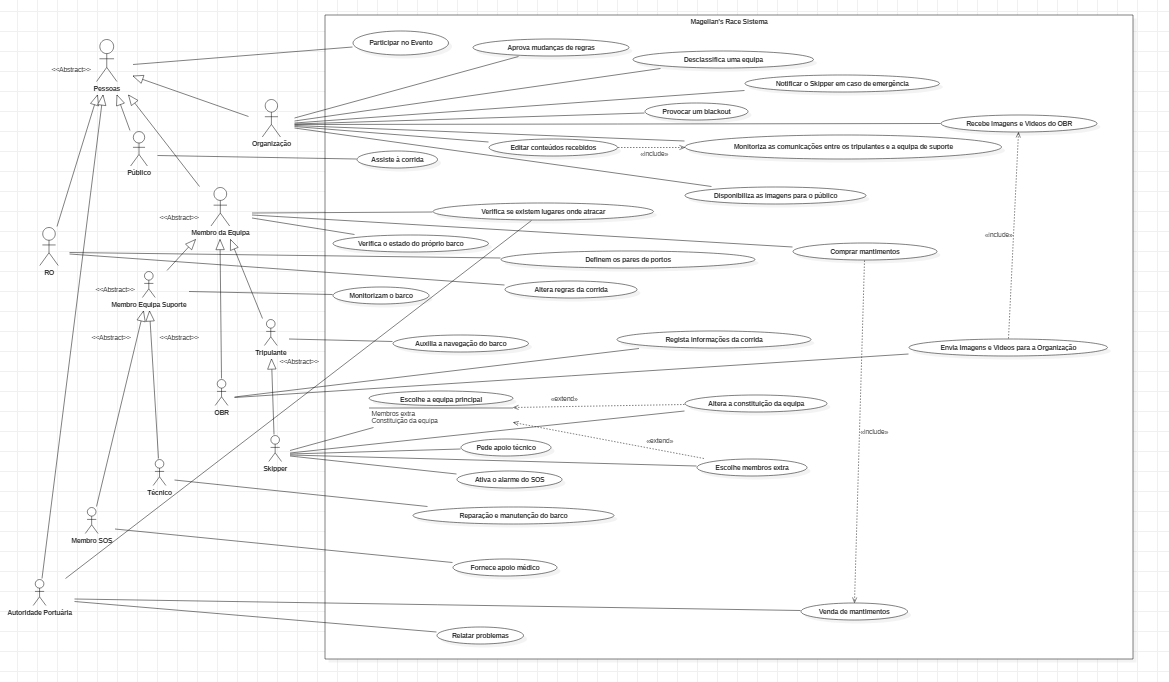 Magellan's Race Sistema
Participar no Evento
Aprova mudanças de regras
Desclassifica uma equipa
<<Abstract>>
Pessoas
Notificar o Skipper em caso de emergência
Provocar um blackout
Recebe Imagens e Videos do OBR
Organização
Editar conteúdos recebidos
«include»
Monitoriza as comunicações entre os tripulantes e a equipa de suporte
Assiste à corrida
Público
Disponibiliza as imagens para o público
<<Abstract>>
Membro da Equipa
Verifica se existem lugares onde atracar
«include»
Verifica o estado do próprio barco
Comprar mantimentos
Definem os pares de portos
RO
<<Abstract>>
Membro Equipa Suporte
Monitorizam o barco
Altera regras da corrida
<<Abstract>>
<<Abstract>>
Tripulante
<<Abstract>>
Auxilia a navegação do barco
Regista informações da corrida
Envia Imagens e Videos para a Organização
OBR
Escolhe a equipa principal
Membros extra
Constituição da equipa
«extend»
Altera a constituição da equipa
«include»
«extend»
Pede apoio técnico
Skipper
Escolhe membros extra
Ativa o alarme do SOS
Técnico
Reparação e manutenção do barco
Membro SOS
Fornece apoio médico
Autoridade Portuária
Venda de mantimentos
Relatar problemas